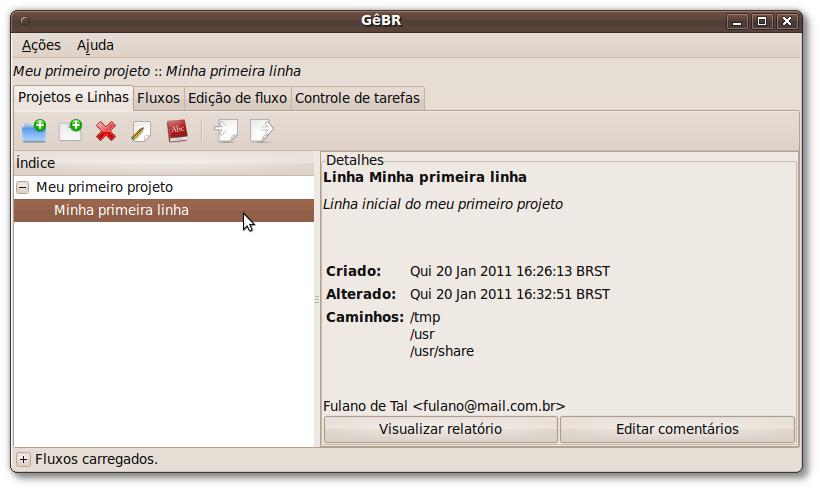 GêBR
Ações Ajuda
Meu primeiro projeto :: Minha primeira linha
Projetos e Linhas Fluxos Edição de fluxo Controle de tarefas
Abc
Índice
Meu primeiro projeto
Minha primeira linha
Detalhes
Linha Minha primeira linha
Linha inicial do meu primeiro projeto
Criado: Qui 20 Jan 2011 16:26:13 BRST
Alterado: Qui 20 Jan 2011 16:32:51 BRST
Caminhos: /tmp
/usr
/usr/share
Fulano de Tal <fulano@mail.com.br>
Visualizar relatório Editar comentários
Fluxos carregados.